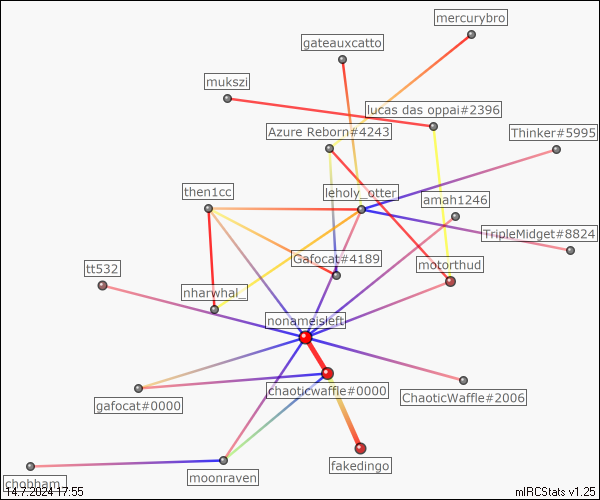 mercurybro
gateauxcatto
mukszi
lucas das oppai#2396
Azure Reborn#4243
Thinker#5995
then1cc
leholy_otter
amah1246
TripleMidget#8824
Gafocat#4189
motorthud
tt532
nharwhal_
nonameisleft
chaoticwaffle#0000
ChaoticWaffle#2006
gafocat#0000
fakedingo
moonraven
chobham_
14.7.2024 17:55
mIRCStats v1.25